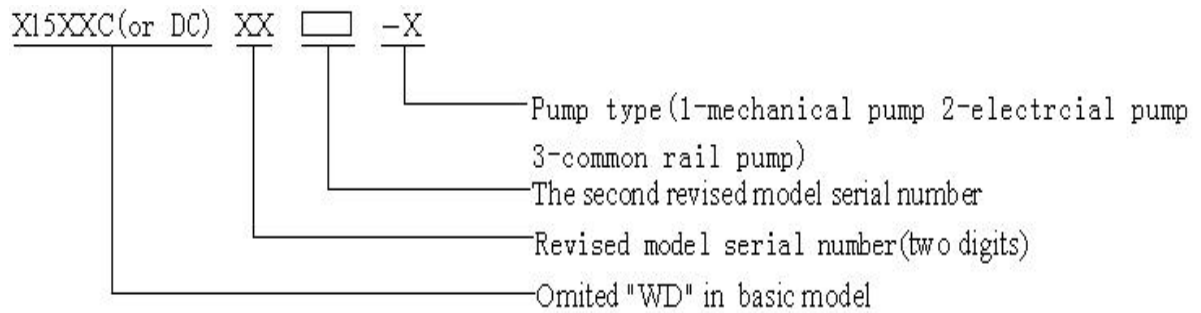 X15XXC(or DC) XX -X
Pump type(1-mechanical pump 2-electrcial pump
3-common rail pump)
The second revised model serial number
Revised model serial number(two digits)
Omited "WD" in basic model